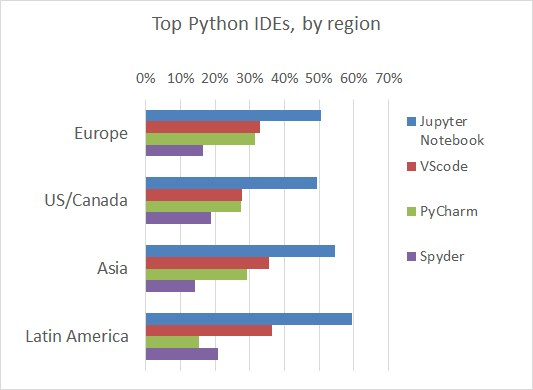 Top Python IDEs, by region
0% 10% 20% 30% 40% 50% 60% 70%
Europe
US/Canada
Asia
Latin America
Jupyter
Notebook
VScode
PyCharm
Spyder